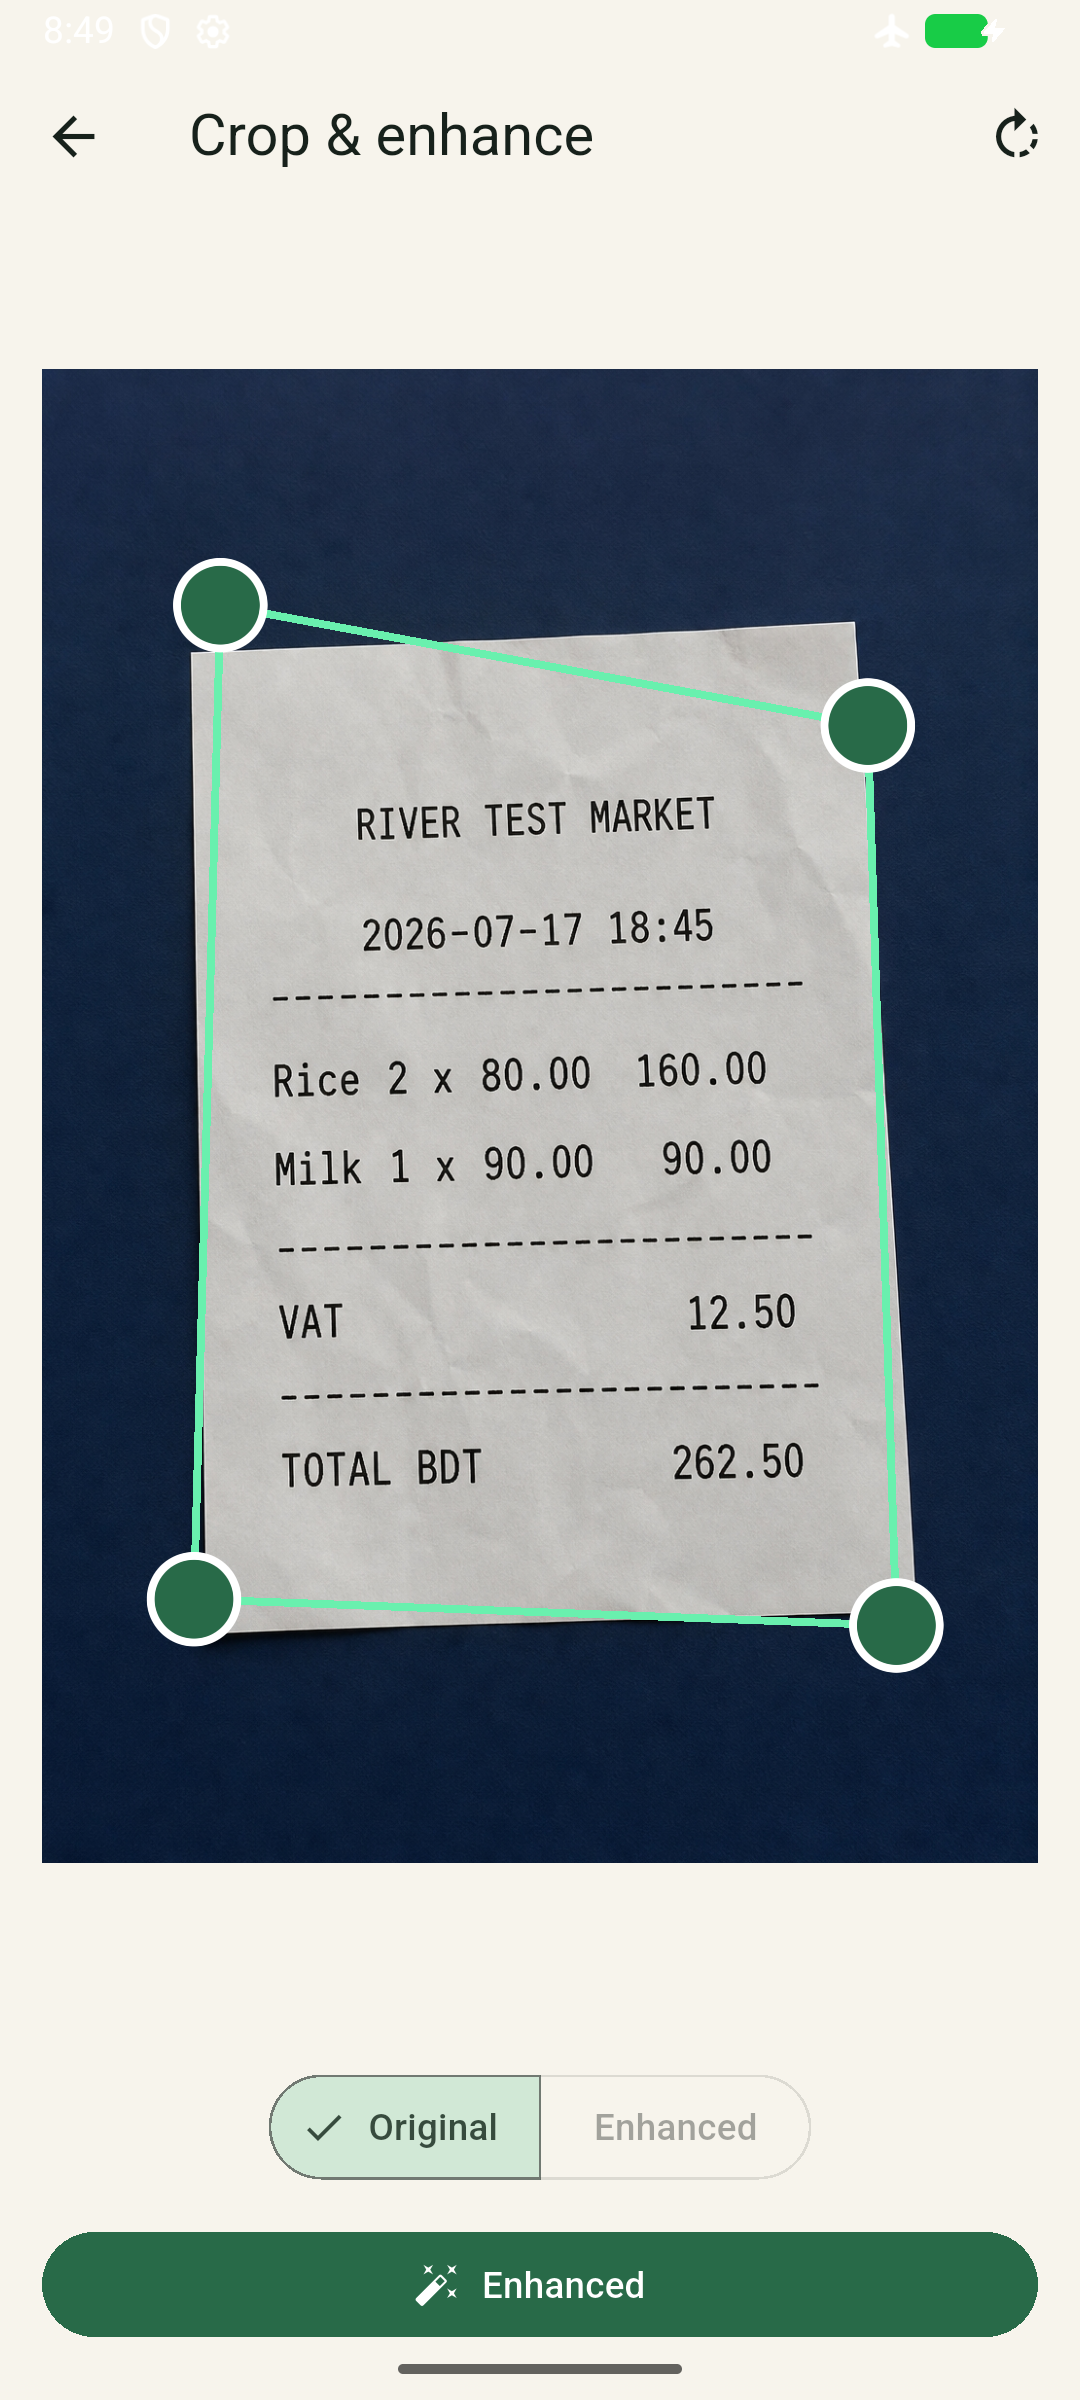 8:49
Crop & enhance
RIVER TEST MARKET
2026-07-17 18:45
------------------------
Rice 2 x 80.00 160.00
Milk 1 x 90.00 90.00
------------------------
VAT 12.50
------------------------
TOTAL BDT 262.50
Original Enhanced
Enhanced